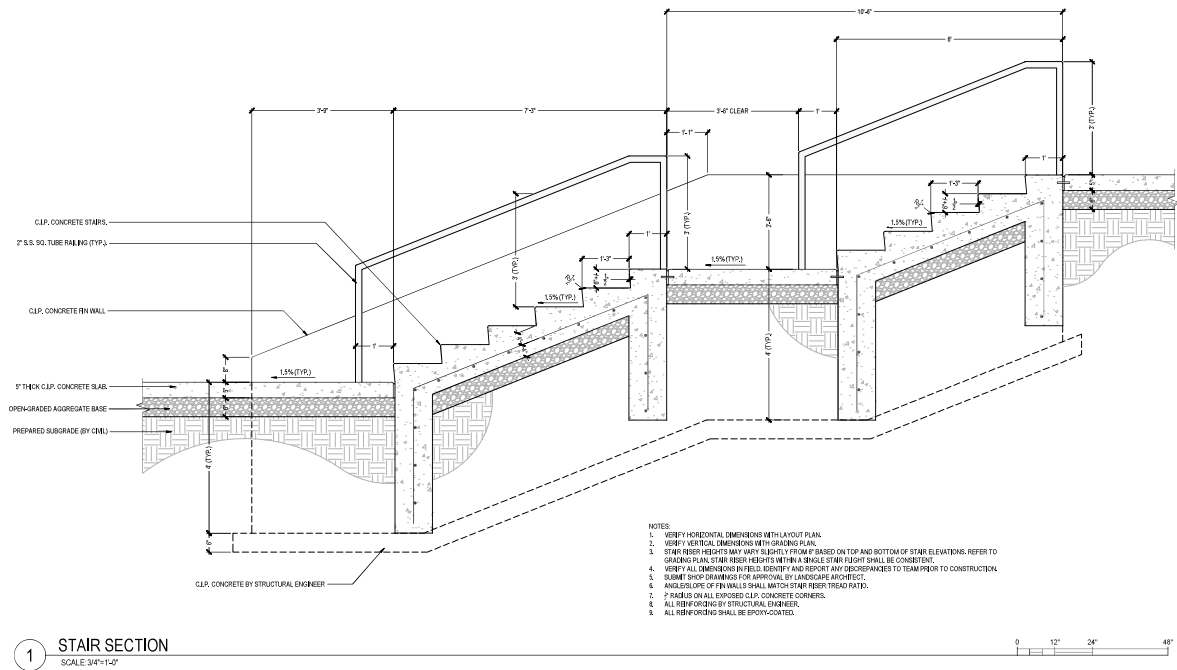 10'-6"
6'
3'-9"
7'-3"
3'-6" CLEAR
1'
1'-1"
3' (TYP.)
1'
1'-3"
1.5% (TYP.)
5"
6"
C.I.P. CONCRETE STAIRS.
2" S.S. SQ. TUBE RAILING (TYP.).
3' (TYP.)
3' (TYP.)
2'-6"
1'
1'-3"
1.5% (TYP.)
1.5% (TYP.)
C.I.P. CONCRETE FIN WALL
1'
4' (TYP.)
8"
1.5% (TYP.)
5" THICK C.I.P. CONCRETE SLAB.
5"
OPEN-GRADED AGGREGATE BASE
6"
PREPARED SUBGRADE (BY CIVIL)
4' (TYP.)
6"
C.I.P. CONCRETE BY STRUCTURAL ENGINEER
NOTES:
1. VERIFY HORIZONTAL DIMENSIONS WITH LAYOUT PLAN.
2. VERIFY VERTICAL DIMENSIONS WITH GRADING PLAN.
3. STAIR RISER HEIGHTS MAY VARY SLIGHTLY FROM 6" BASED ON TOP AND BOTTOM OF STAIR ELEVATIONS. REFER TO
GRADING PLAN. STAIR RISER HEIGHTS WITHIN A SINGLE STAIR FLIGHT SHALL BE CONSISTENT.
4. VERIFY ALL DIMENSIONS IN FIELD. IDENTIFY AND REPORT ANY DISCREPANCIES TO TEAM PRIOR TO CONSTRUCTION.
5. SUBMIT SHOP DRAWINGS FOR APPROVAL BY LANDSCAPE ARCHITECT.
6. ANGLE/SLOPE OF FIN WALLS SHALL MATCH STAIR RISER:TREAD RATIO.
7. RADIUS ON ALL EXPOSED C.I.P. CONCRETE CORNERS.
8. ALL REINFORCING BY STRUCTURAL ENGINEER.
9. ALL REINFORCING SHALL BE EPOXY-COATED.
1 STAIR SECTION
SCALE: 3/4"=1'-0"
0 12" 24" 48"